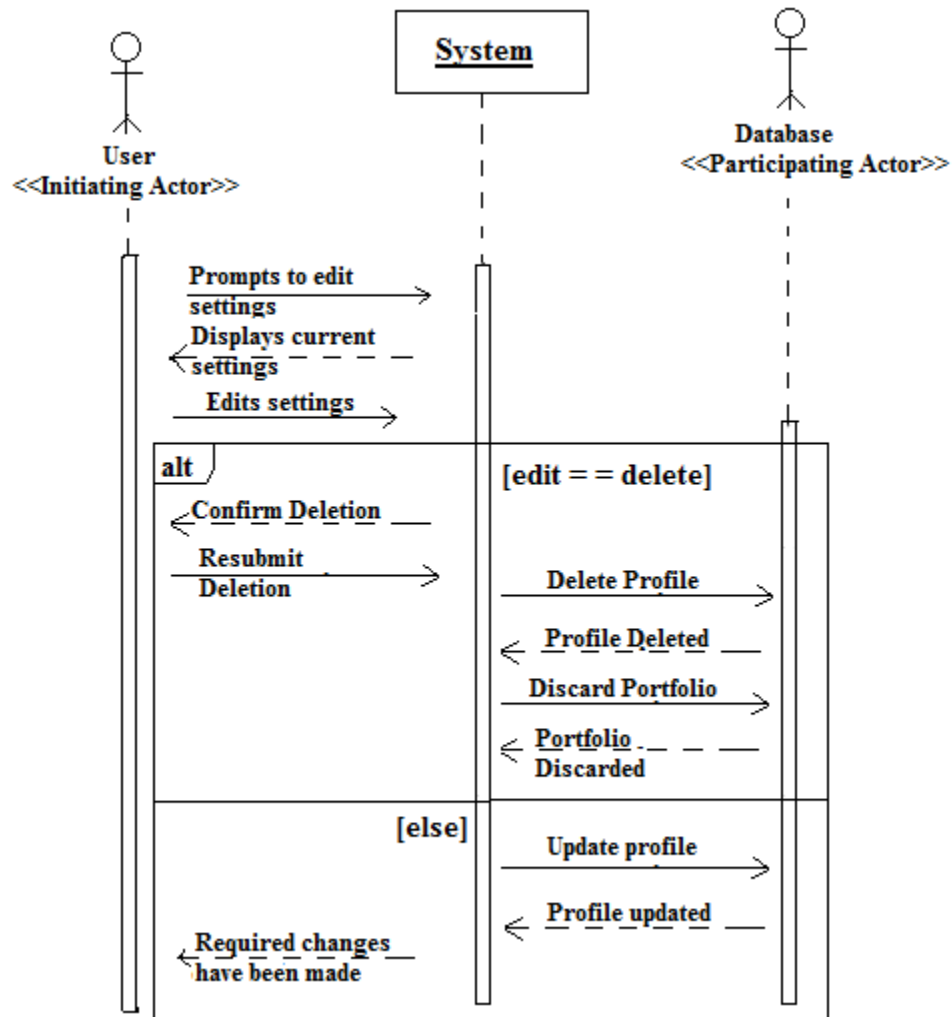 System
User
<<Initiating Actor>>
Database
<<Participating Actor>>
Prompts to edit
settings
Displays current
settings
Edits settings
alt
[edit = = delete]
Confirm Deletion
Resubmit
Deletion
Delete Profile
Profile Deleted
Discard Portfolio
Portfolio
Discarded
[else]
Update profile
Profile updated
Required changes
have been made